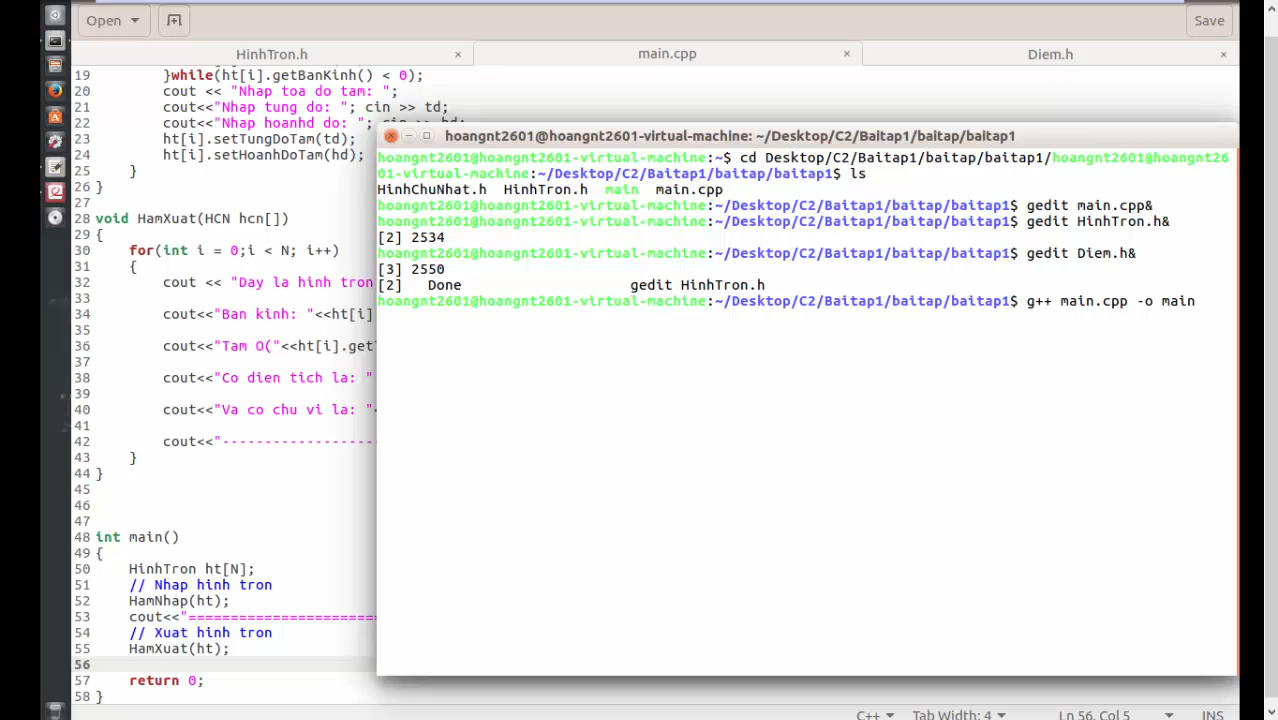 Open
Save
HinhTron.h ×
main.cpp ×
Diem.h ×
19 }while(ht[i].getBanKinh() < 0);
20 cout << "Nhap toa do tam: ";
21 cout<<"Nhap tung do: "; cin >> td;
22 cout<<"Nhap hoanhd do: "; cin >> hd;
23 ht[i].setTungDoTam(td);
24 ht[i].setHoanhDoTam(hd);
25 }
26 }
27
28 void HamXuat(HCN hcn[])
29 {
30 for(int i = 0;i < N; i++)
31 {
32 cout << "Day la hinh tron
33
34 cout<<"Ban kinh: "<<ht[i]
35
36 cout<<"Tam O("<<ht[i].get
37
38 cout<<"Co dien tich la: "
39
40 cout<<"Va co chu vi la: "
41
42 cout<<"------------------
43 }
44 }
45
46
47
48 int main()
49 {
50 HinhTron ht[N];
51 // Nhap hinh tron
52 HamNhap(ht);
53 cout<<"=======================
54 // Xuat hinh tron
55 HamXuat(ht);
56
57 return 0;
58 }
hoangnt2601@hoangnt2601-virtual-machine: ~/Desktop/C2/Baitap1/baitap/baitap1
hoangnt2601@hoangnt2601-virtual-machine:~$ cd Desktop/C2/Baitap1/baitap/baitap1/hoangnt2601@hoangnt26
01-virtual-machine:~/Desktop/C2/Baitap1/baitap/baitap1$ ls
HinhChuNhat.h HinhTron.h main main.cpp
hoangnt2601@hoangnt2601-virtual-machine:~/Desktop/C2/Baitap1/baitap/baitap1$ gedit main.cpp&
hoangnt2601@hoangnt2601-virtual-machine:~/Desktop/C2/Baitap1/baitap/baitap1$ gedit HinhTron.h&
[2] 2534
hoangnt2601@hoangnt2601-virtual-machine:~/Desktop/C2/Baitap1/baitap/baitap1$ gedit Diem.h&
[3] 2550
[2] Done gedit HinhTron.h
hoangnt2601@hoangnt2601-virtual-machine:~/Desktop/C2/Baitap1/baitap/baitap1$ g++ main.cpp -o main
C++ Tab Width: 4 Ln 56, Col 5 INS